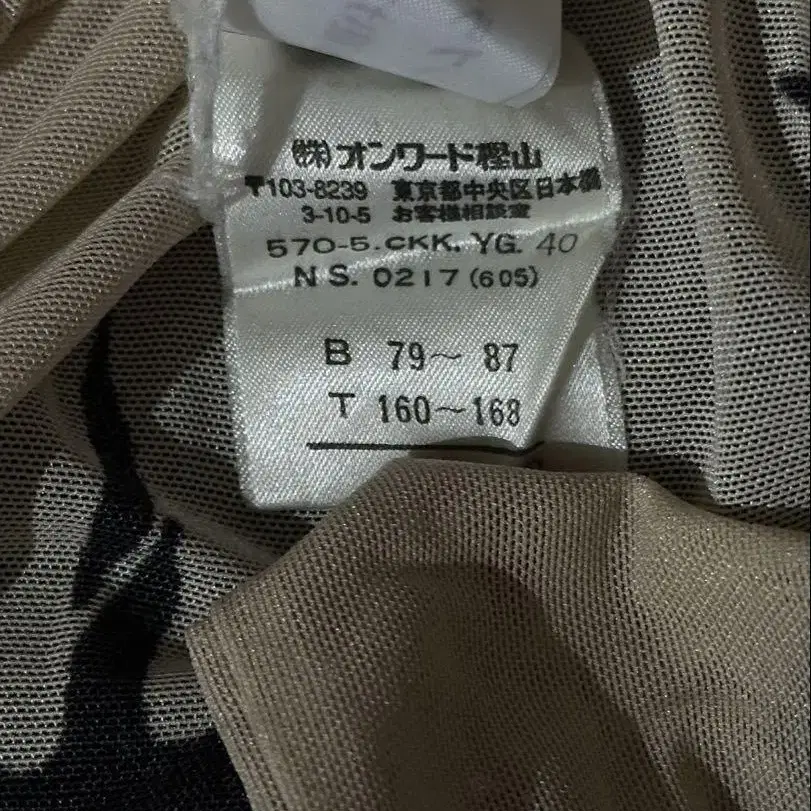 ㈱オンワード樫山
〒103-8239 東京都中央区日本橋
3-10-5 お客様相談室
570-5.CKK. YG. 40
N S. 0217 (605)
B 79～ 87
T 160～168